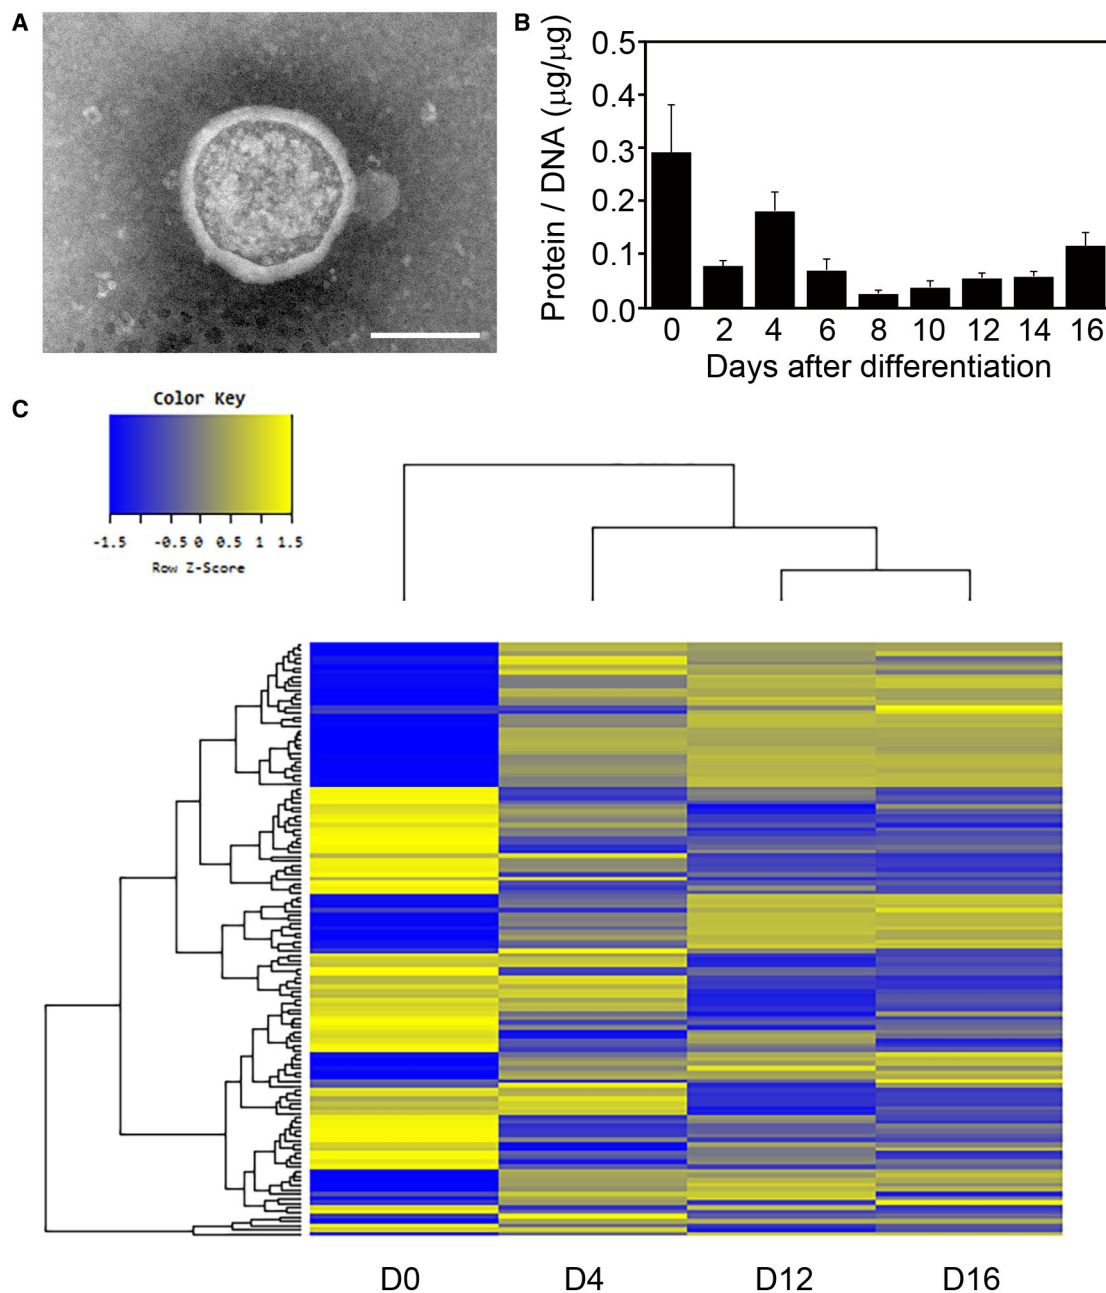 A
B
Protein / DNA (µg/µg)
0.5
0.4
0.3
0.2
0.1
0.0
0 2 4 6 8 10 12 14 16
Days after differentiation
C
Color Key
-1.5 -0.5 0 0.5 1 1.5
Row Z-Score
D0 D4 D12 D16